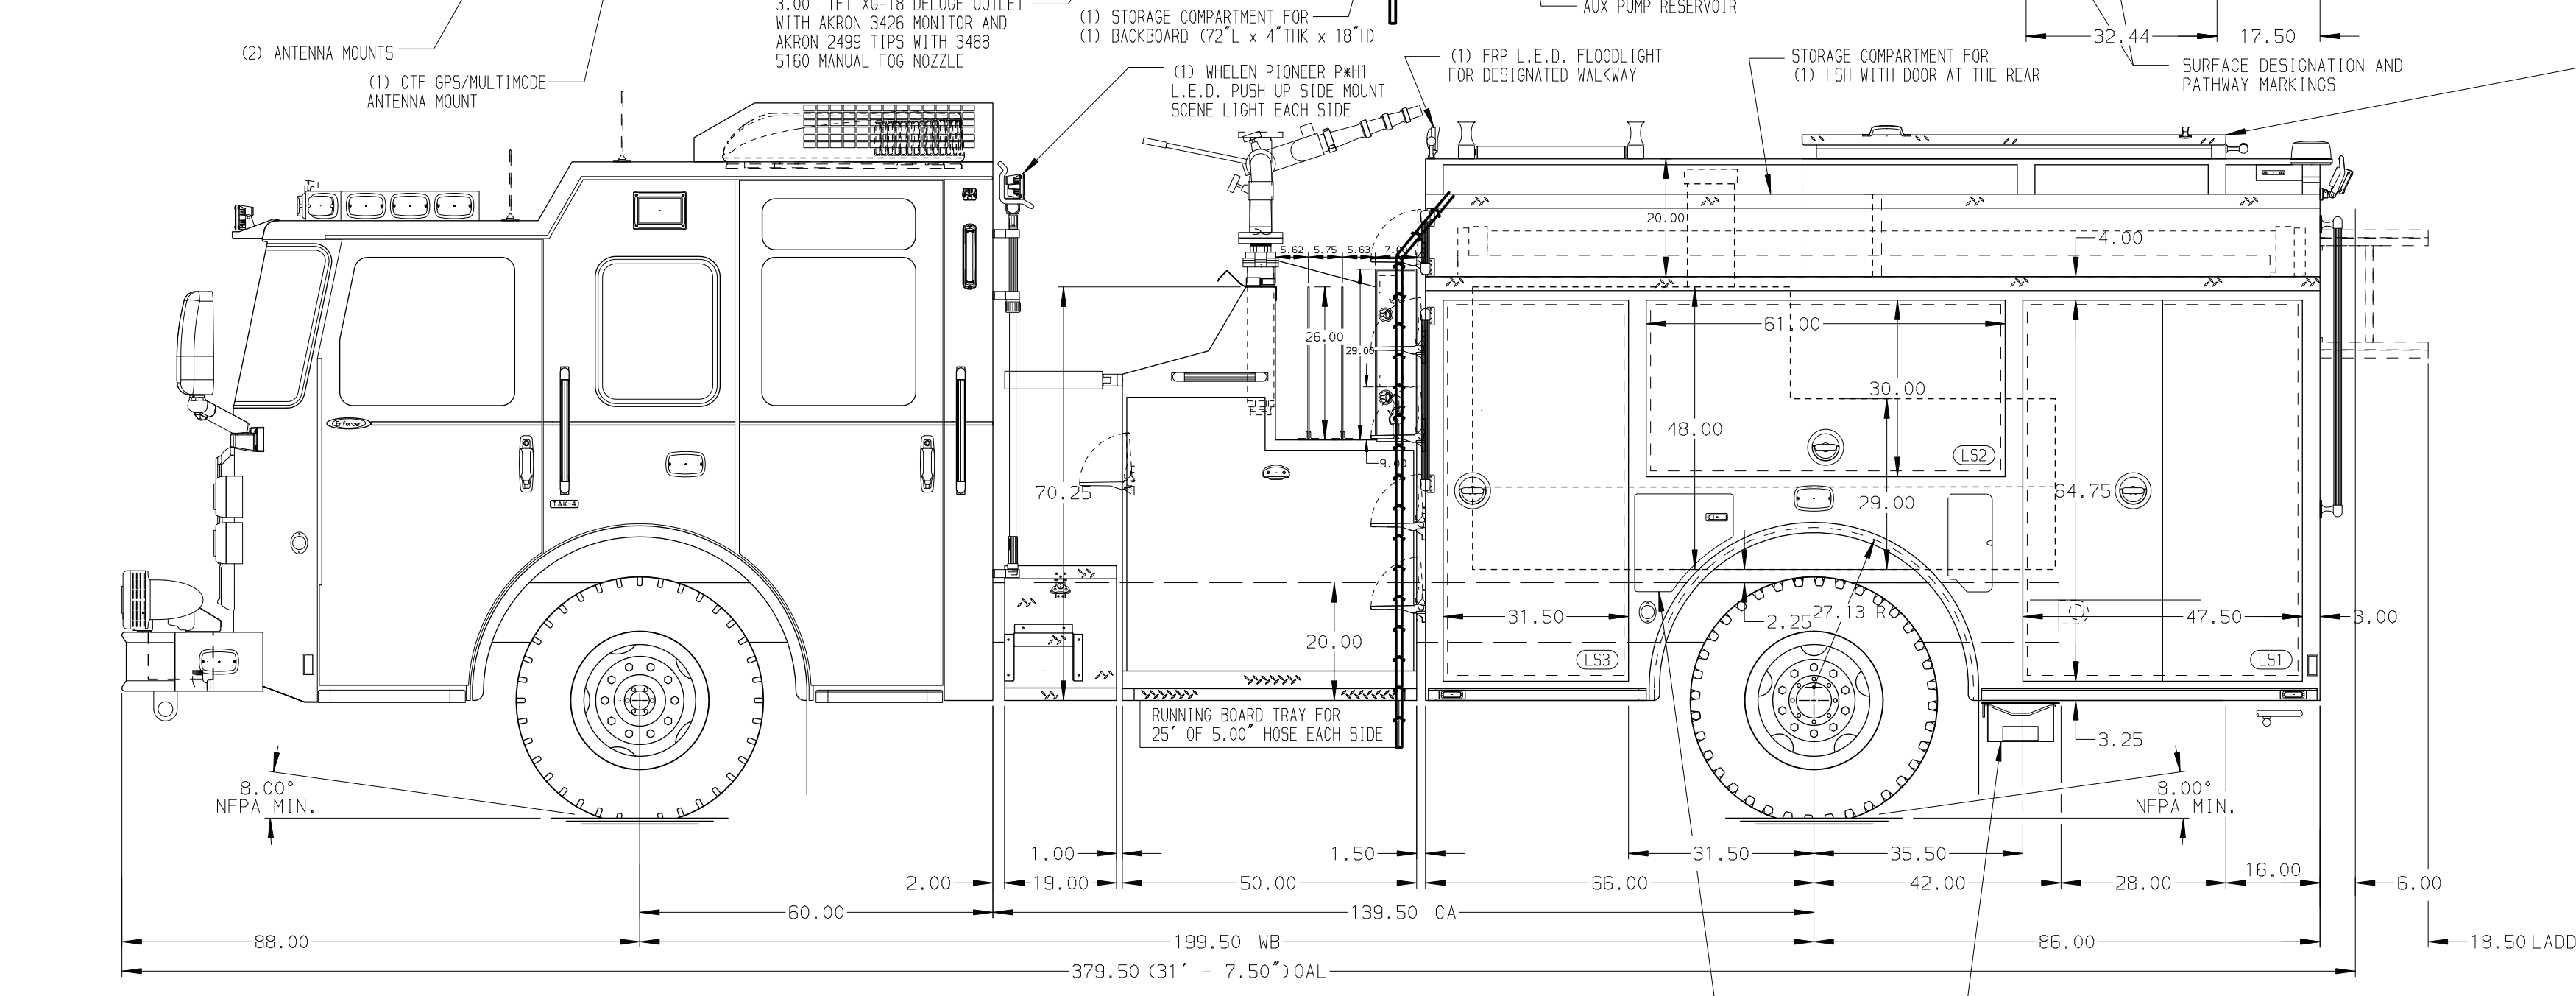 3.00" TFT XG-18 DELUGE OUTLET
WITH AKRON 3426 MONITOR AND
AKRON 2499 TIPS WITH 3488
5160 MANUAL FOG NOZZLE
(1) STORAGE COMPARTMENT FOR
(1) BACKBOARD (72"L x 4"THK x 18"H)
AUX PUMP RESERVOIR
32.44
17.50
(2) ANTENNA MOUNTS
(1) CTF GPS/MULTIMODE
ANTENNA MOUNT
(1) WHELEN PIONEER P*H1
L.E.D. PUSH UP SIDE MOUNT
SCENE LIGHT EACH SIDE
(1) FRP L.E.D. FLOODLIGHT
FOR DESIGNATED WALKWAY
STORAGE COMPARTMENT FOR
(1) HSH WITH DOOR AT THE REAR
SURFACE DESIGNATION AND
PATHWAY MARKINGS
20.00
4.00
5.62
5.75
5.63
7.00
61.00
26.00
29.00
30.00
Enforcer
48.00
LS2
9.00
70.25
64.75
TAK-4
29.00
31.50
2.25
27.13 R
47.50
3.00
20.00
LS3
LS1
RUNNING BOARD TRAY FOR
25' OF 5.00" HOSE EACH SIDE
3.25
8.00°
NFPA MIN.
8.00°
NFPA MIN.
1.00
1.50
31.50
35.50
2.00
19.00
50.00
66.00
42.00
28.00
16.00
6.00
60.00
139.50 CA
88.00
199.50 WB
86.00
18.50 LADD
379.50 (31' - 7.50") OAL